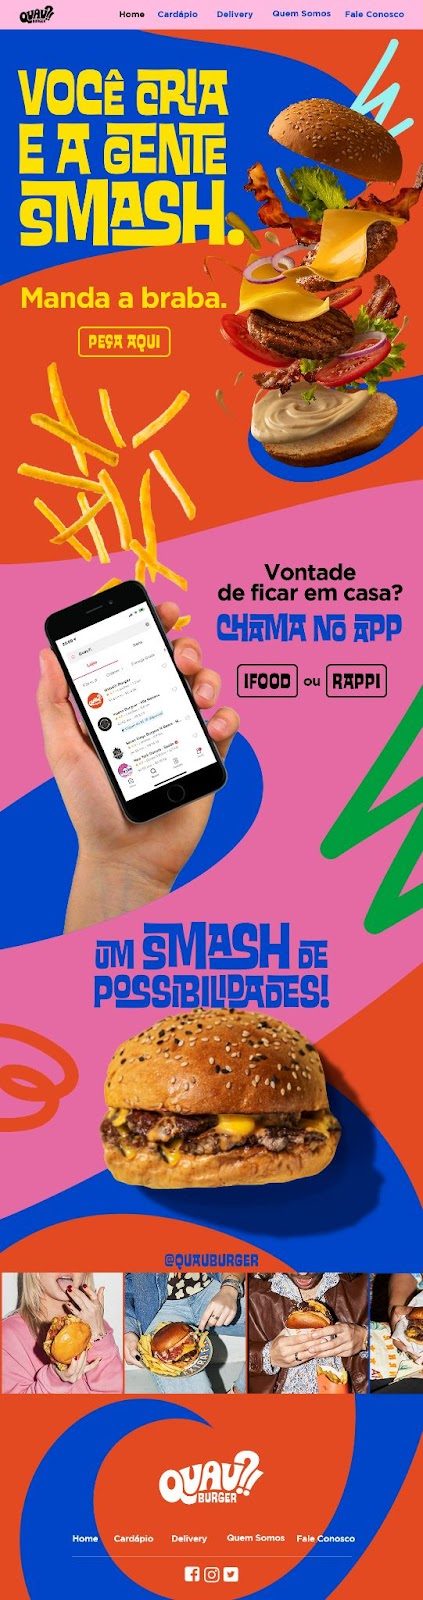 QUAU?!
BURGER
Home Cardápio Delivery Quem Somos Fale Conosco
VOCÊ CRIA
E A GENTE
SMASH.
Manda a braba.
PEÇA AQUI
Vontade
de ficar em casa?
CHAMA NO APP
IFOOD ou RAPPI
UM SMASH DE
POSSIBILIDADES!
@QUAUBURGER
QUAU?!
BURGER
Home Cardápio Delivery Quem Somos Fale Conosco